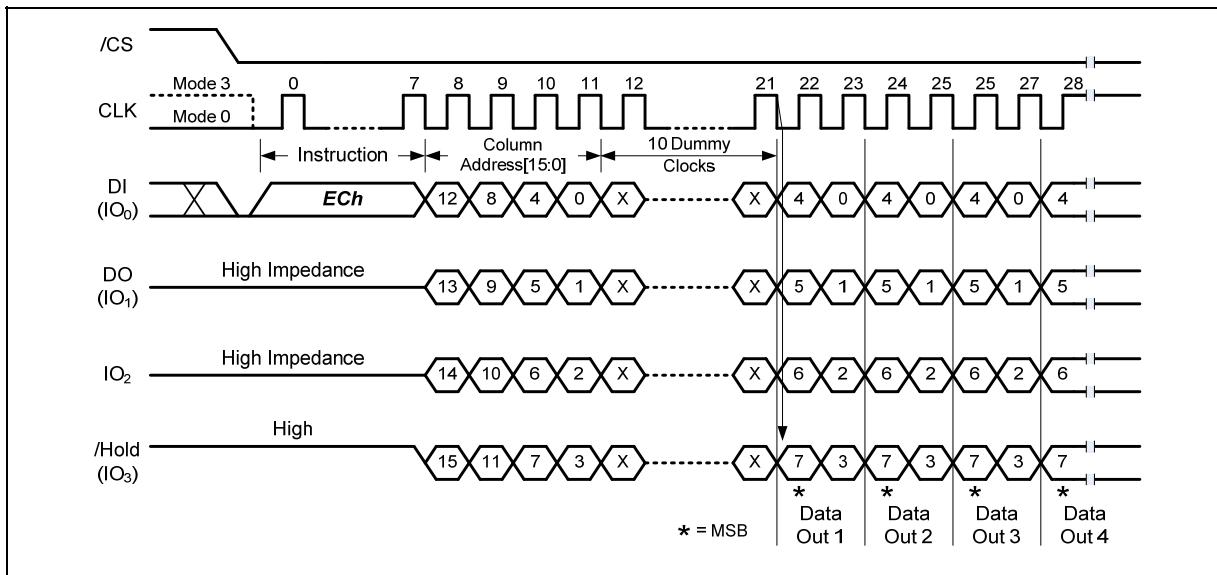 /CS
Mode 3
0 7 8 9 10 11 12 21 22 23 24 25 25 27 28
CLK
Mode 0
Instruction
Column
Address[15:0]
10 Dummy
Clocks
DI
(IO0)
ECh
12 8 4 0 X X 4 0 4 0 4 0 4
DO
(IO1)
High Impedance
13 9 5 1 X X 5 1 5 1 5 1 5
IO2
High Impedance
14 10 6 2 X X 6 2 6 2 6 2 6
/Hold
(IO3)
High
15 11 7 3 X X 7 3 7 3 7 3 7
* * * *
* = MSB
Data
Out 1
Data
Out 2
Data
Out 3
Data
Out 4